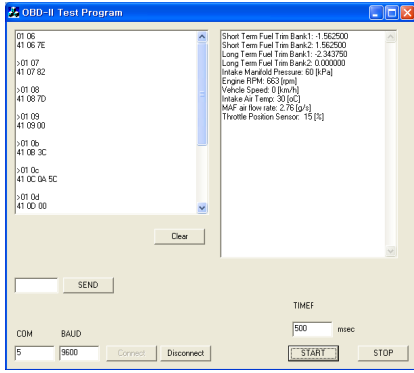 OBD-II Test Program
01 06
41 06 7E
>01 07
41 07 82
>01 08
41 08 7D
>01 09
41 09 00
>01 0b
41 0B 3C
>01 0c
41 0C 0A 5C
>01 0d
41 0D 00
Short Term Fuel Trim Bank1: -1.562500
Short Term Fuel Trim Bank2: 1.562500
Long Term Fuel Trim Bank1: -2.343750
Long Term Fuel Trim Bank2: 0.000000
Intake Manifold Pressure: 60 [kPa]
Engine RPM: 663 [rpm]
Vehcle Speed: 0 [km/h]
Intake Air Temp: 30 [oC]
MAF air flow rate: 2.76 [g/s]
Throttle Position Sensor: 15 [%]
Clear
SEND
TIMER
500 msec
COM BAUD
5 9600 Connect Disconnect START STOP